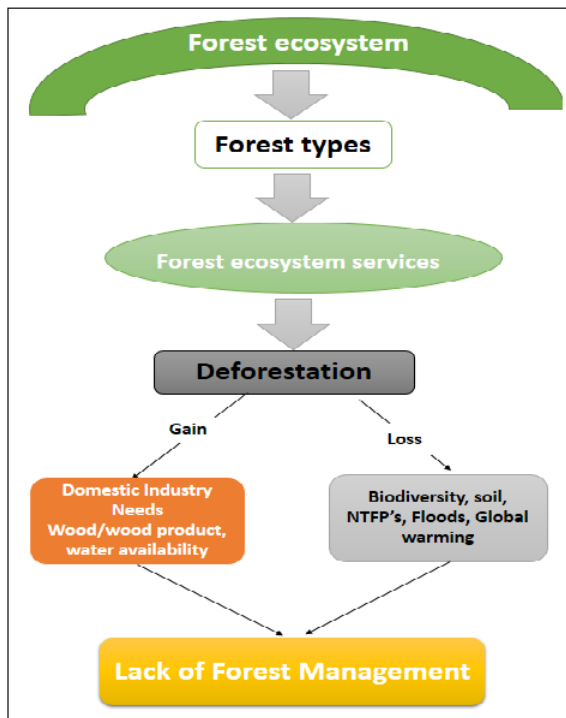 Forest ecosystem
Forest types
Forest ecosystem services
Deforestation
Gain
Loss
Domestic Industry
Needs
Wood/wood product,
water availability
Biodiversity, soil,
NTFP's, Floods, Global
warming
Lack of Forest Management